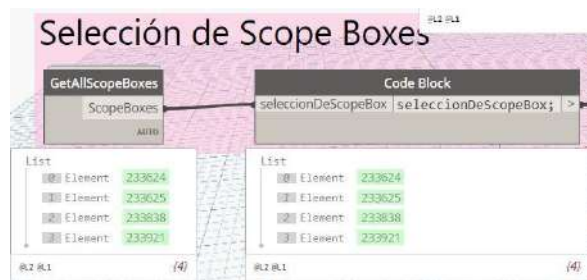 @L2 @L1
Selección de Scope Boxes
GetAllScopeBoxes
ScopeBoxes
AUTO
Code Block
seleccionDeScopeBox seleccionDeScopeBox; >
List
0 Element 233624
1 Element 233625
2 Element 233838
3 Element 233921
@L2 @L1 {4}
List
0 Element 233624
1 Element 233625
2 Element 233838
3 Element 233921
@L2 @L1 {4}